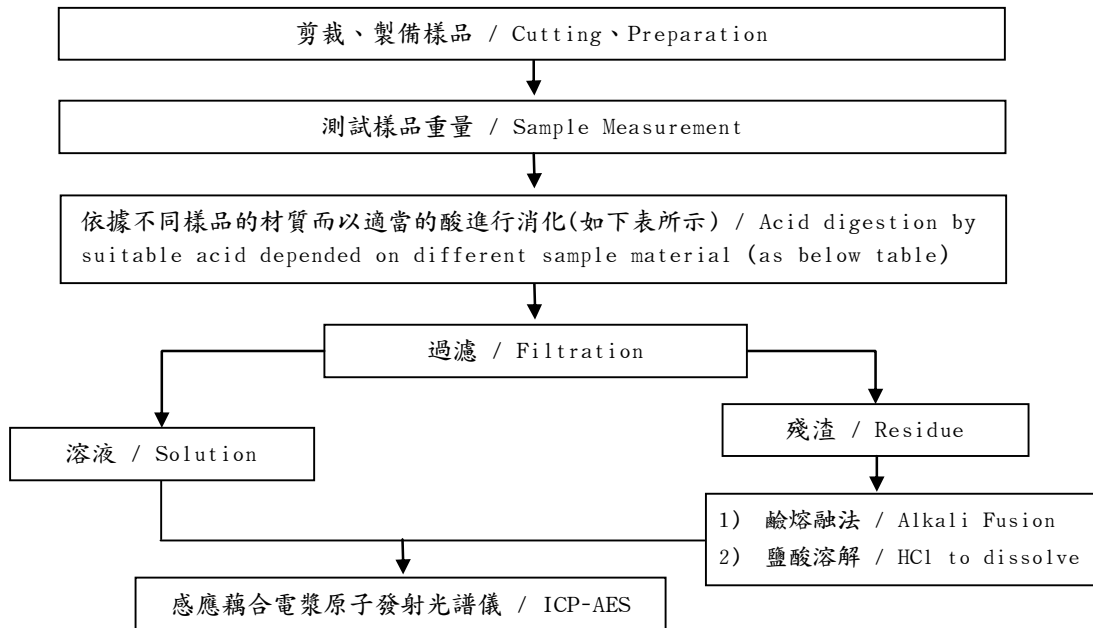 剪裁、製備樣品 / Cutting、Preparation
測試樣品重量 / Sample Measurement
依據不同樣品的材質而以適當的酸進行消化(如下表所示) / Acid digestion by
suitable acid depended on different sample material (as below table)
過濾 / Filtration
溶液 / Solution
殘渣 / Residue
1) 鹼熔融法 / Alkali Fusion
2) 鹽酸溶解 / HCl to dissolve
感應藕合電漿原子發射光譜儀 / ICP-AES